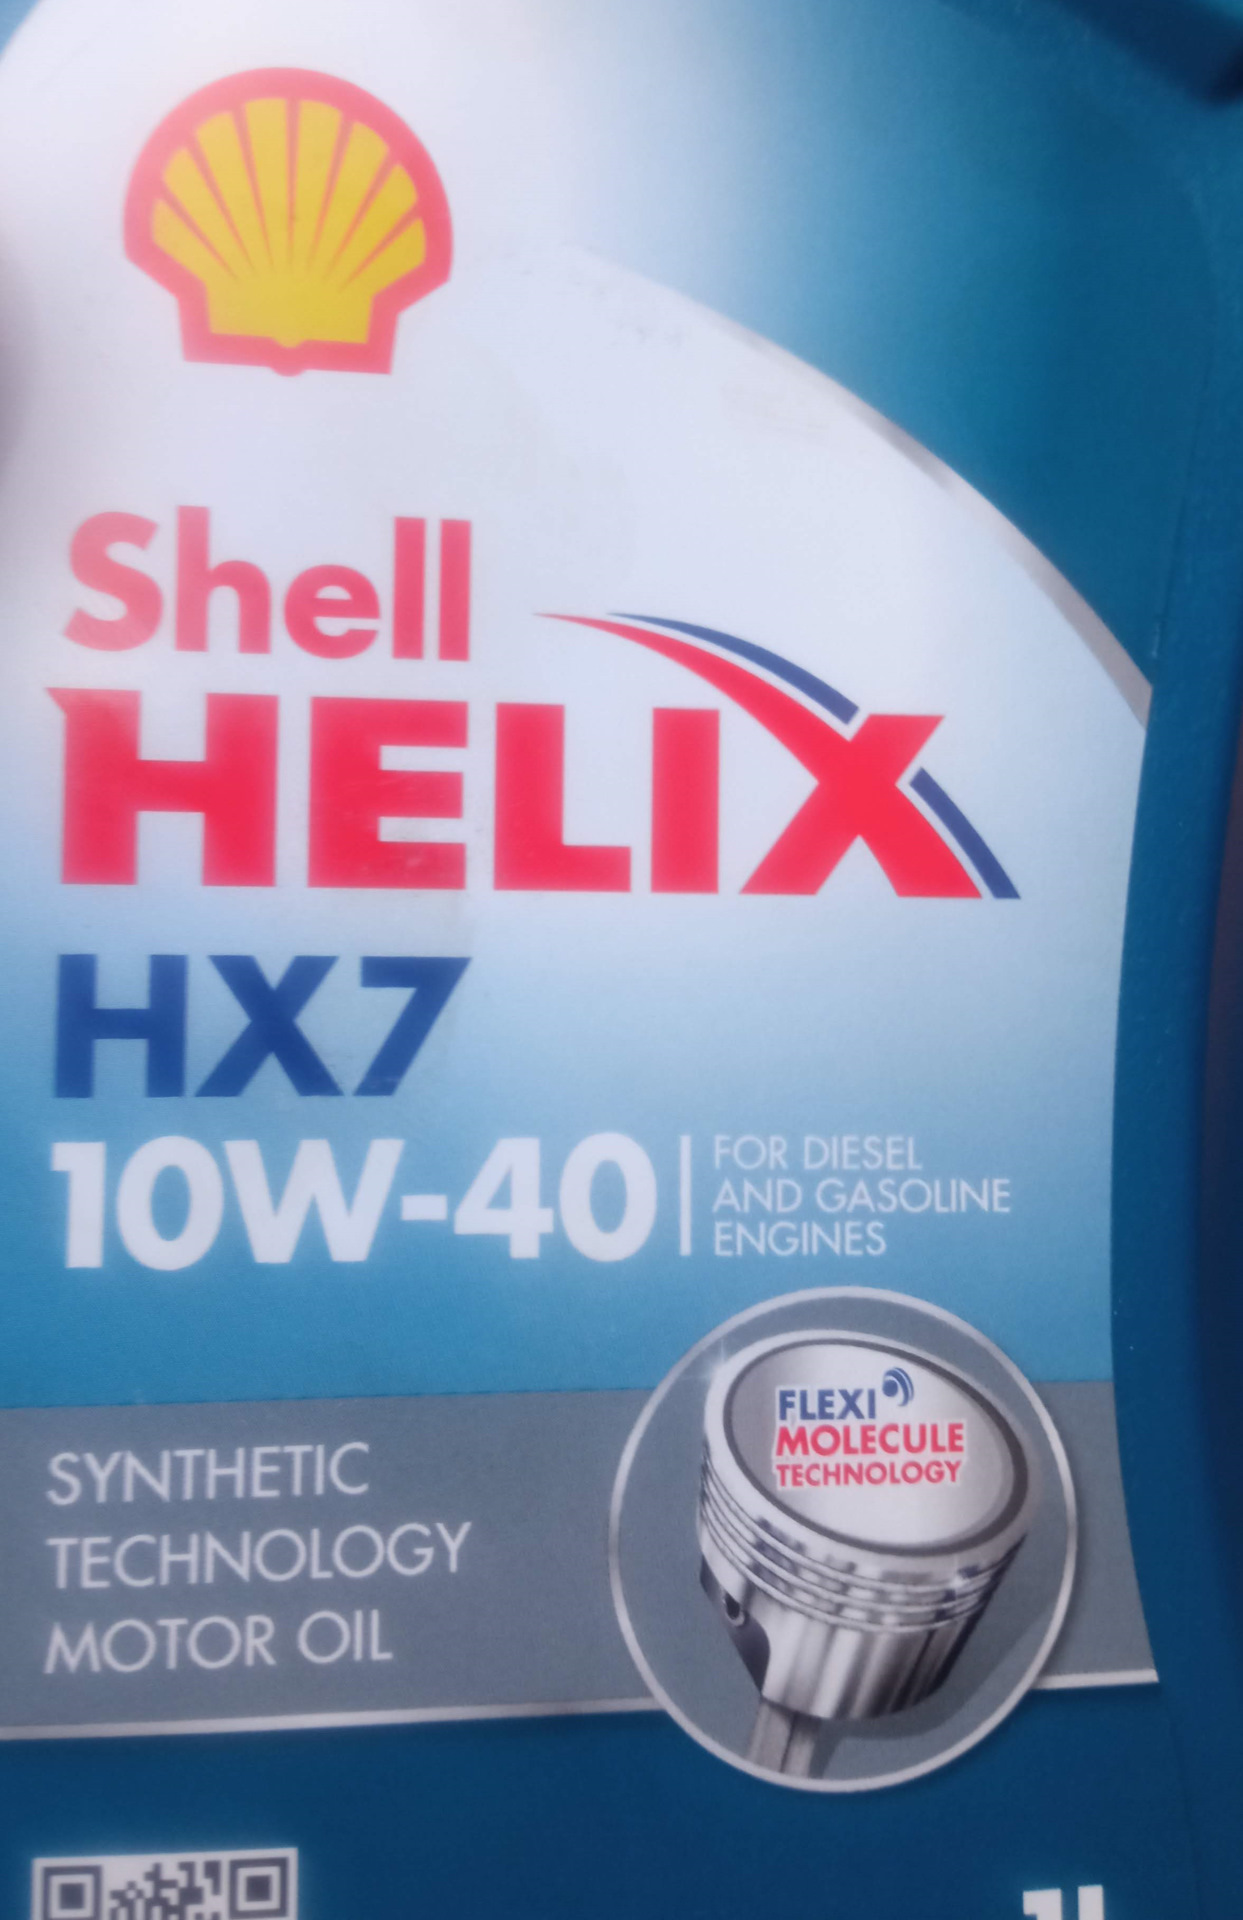 Shell
HELIX
HX7
10W-40
FOR DIESEL
AND GASOLINE
ENGINES
FLEXI
MOLECULE
TECHNOLOGY
SYNTHETIC
TECHNOLOGY
MOTOR OIL